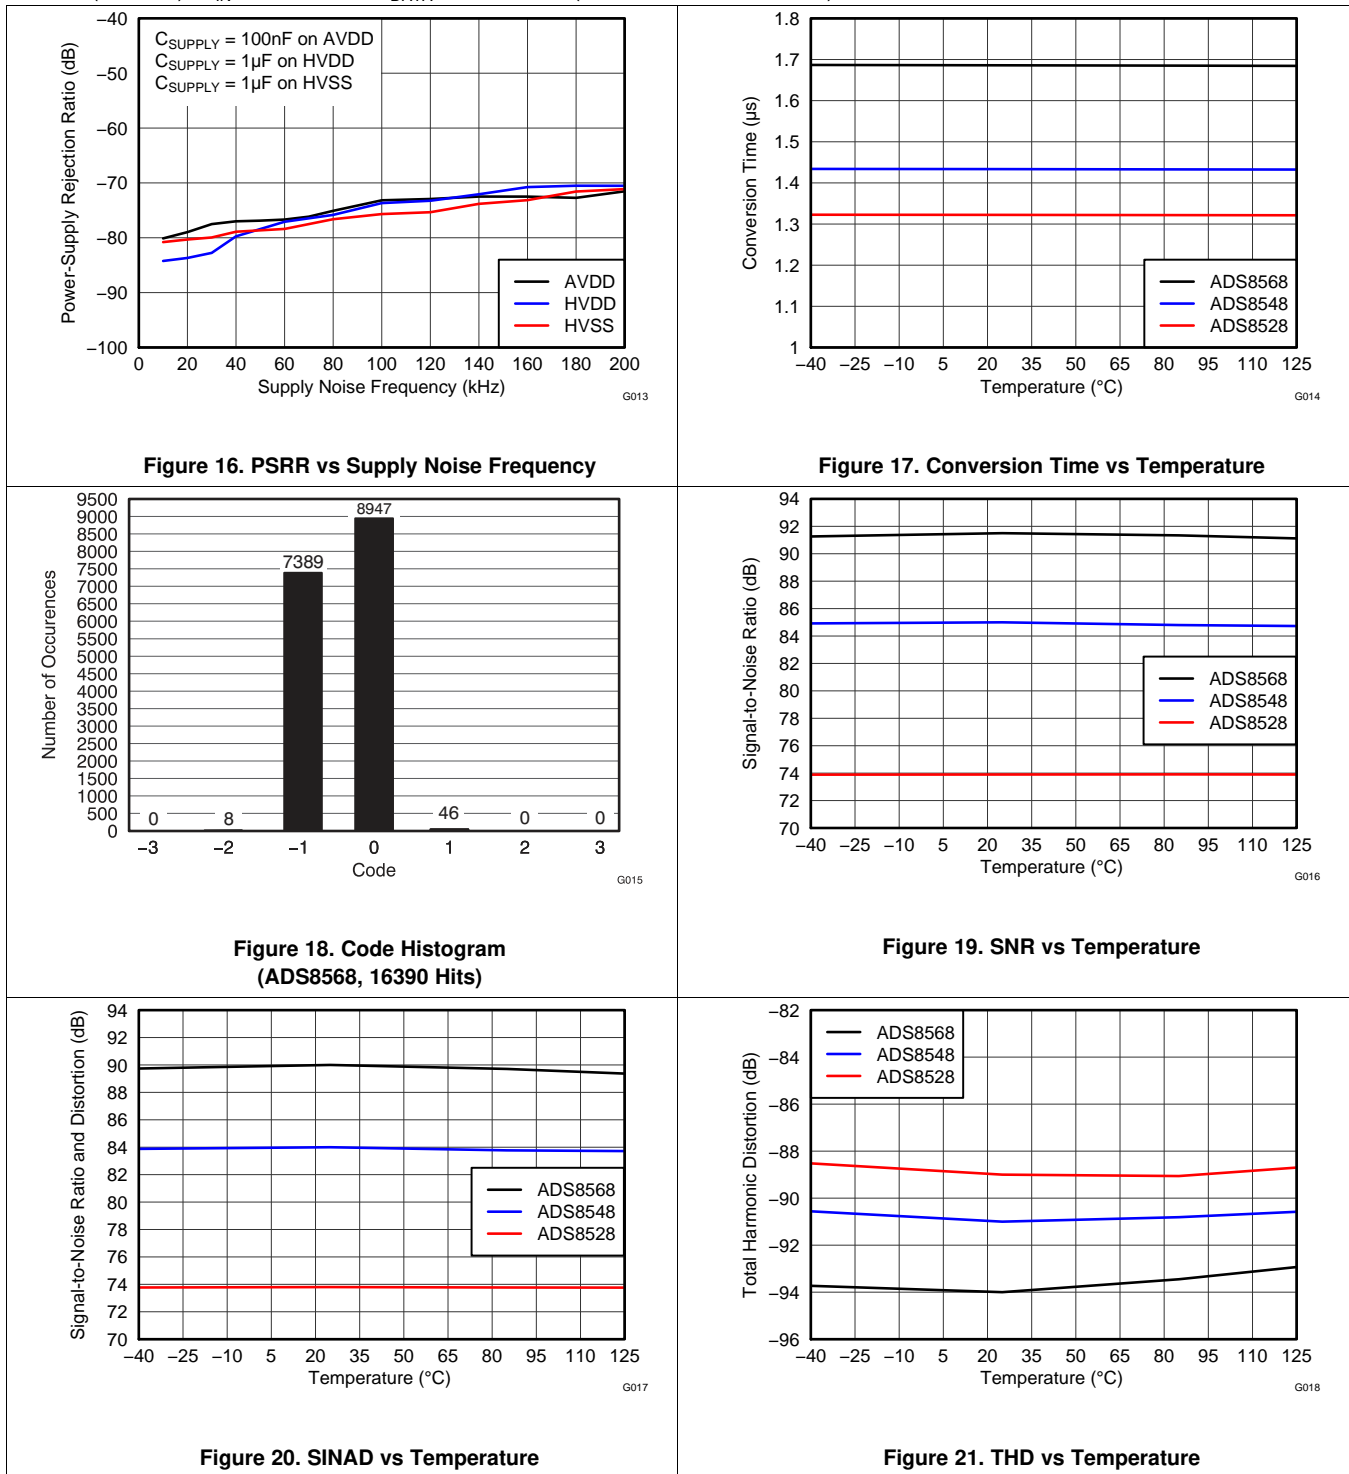 −40
−50
−60
−70
−80
−90
−100
Power-Supply Rejection Ratio (dB)
CSUPPLY = 100nF on AVDD
CSUPPLY = 1µF on HVDD
CSUPPLY = 1µF on HVSS
AVDD
HVDD
HVSS
0 20 40 60 80 100 120 140 160 180 200
Supply Noise Frequency (kHz)
G013
Figure 16. PSRR vs Supply Noise Frequency
1.8
1.7
1.6
1.5
1.4
1.3
1.2
1.1
1
Conversion Time (µs)
ADS8568
ADS8548
ADS8528
−40 −25 −10 5 20 35 50 65 80 95 110 125
Temperature (°C)
G014
Figure 17. Conversion Time vs Temperature
9500
9000
8500
8000
7500
7000
6500
6000
5500
5000
4500
4000
3500
3000
2500
2000
1500
1000
500
0
Number of Occurences
0 8 7389 8947 46 0 0
−3 −2 −1 0 1 2 3
Code
G015
Figure 18. Code Histogram
(ADS8568, 16390 Hits)
94
92
90
88
86
84
82
80
78
76
74
72
70
Signal-to-Noise Ratio (dB)
ADS8568
ADS8548
ADS8528
−40 −25 −10 5 20 35 50 65 80 95 110 125
Temperature (°C)
G016
Figure 19. SNR vs Temperature
94
92
90
88
86
84
82
80
78
76
74
72
70
Signal-to-Noise Ratio and Distortion (dB)
ADS8568
ADS8548
ADS8528
−40 −25 −10 5 20 35 50 65 80 95 110 125
Temperature (°C)
G017
Figure 20. SINAD vs Temperature
−82
−84
−86
−88
−90
−92
−94
−96
Total Harmonic Distortion (dB)
ADS8568
ADS8548
ADS8528
−40 −25 −10 5 20 35 50 65 80 95 110 125
Temperature (°C)
G018
Figure 21. THD vs Temperature